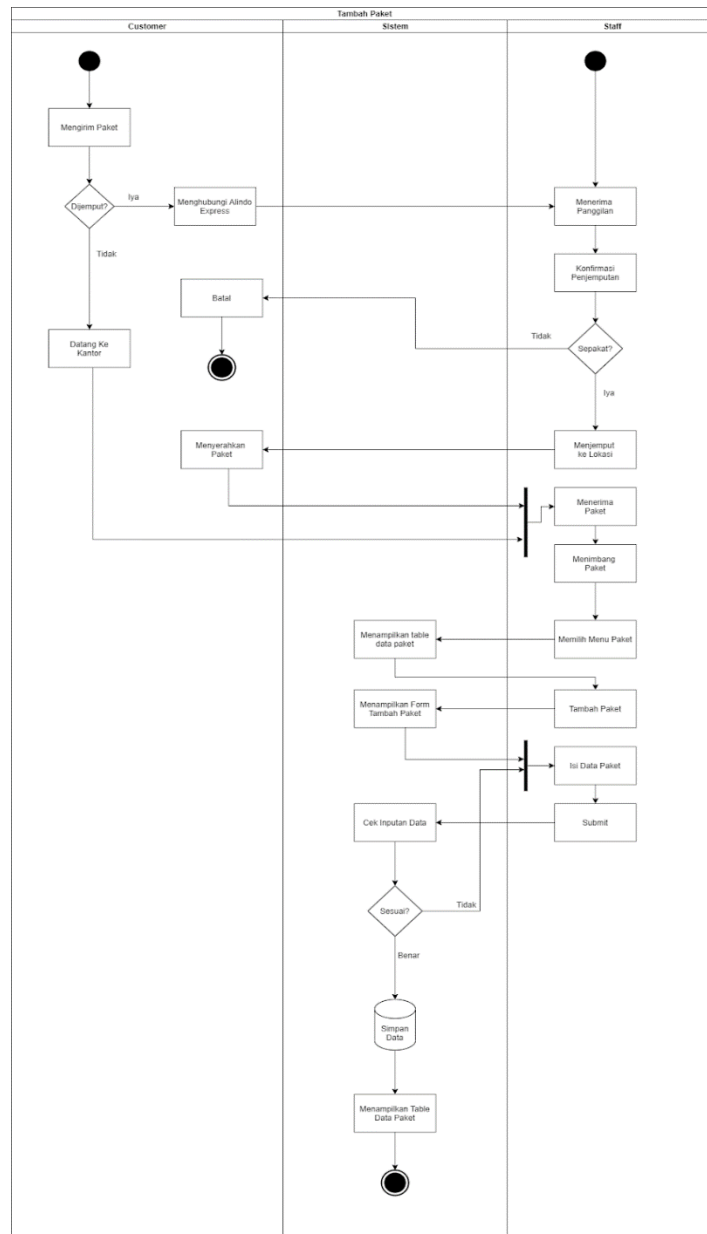 Tambah Paket
Customer
Sistem
Staff
Mengirim Paket
Dijemput?
Iya
Menghubungi Alindo
Express
Menerima
Panggilan
Tidak
Konfirmasi
Penjemputan
Batal
Datang Ke
Kantor
Tidak
Sepakat?
Iya
Menyerahkan
Paket
Menjemput
ke Lokasi
Menerima
Paket
Menimbang
Paket
Menampilkan table
data paket
Memilih Menu Paket
Menampilkan Form
Tambah Paket
Tambah Paket
Isi Data Paket
Cek Inputan Data
Submit
Sesuai?
Tidak
Benar
Simpan
Data
Menampilkan Table
Data Paket